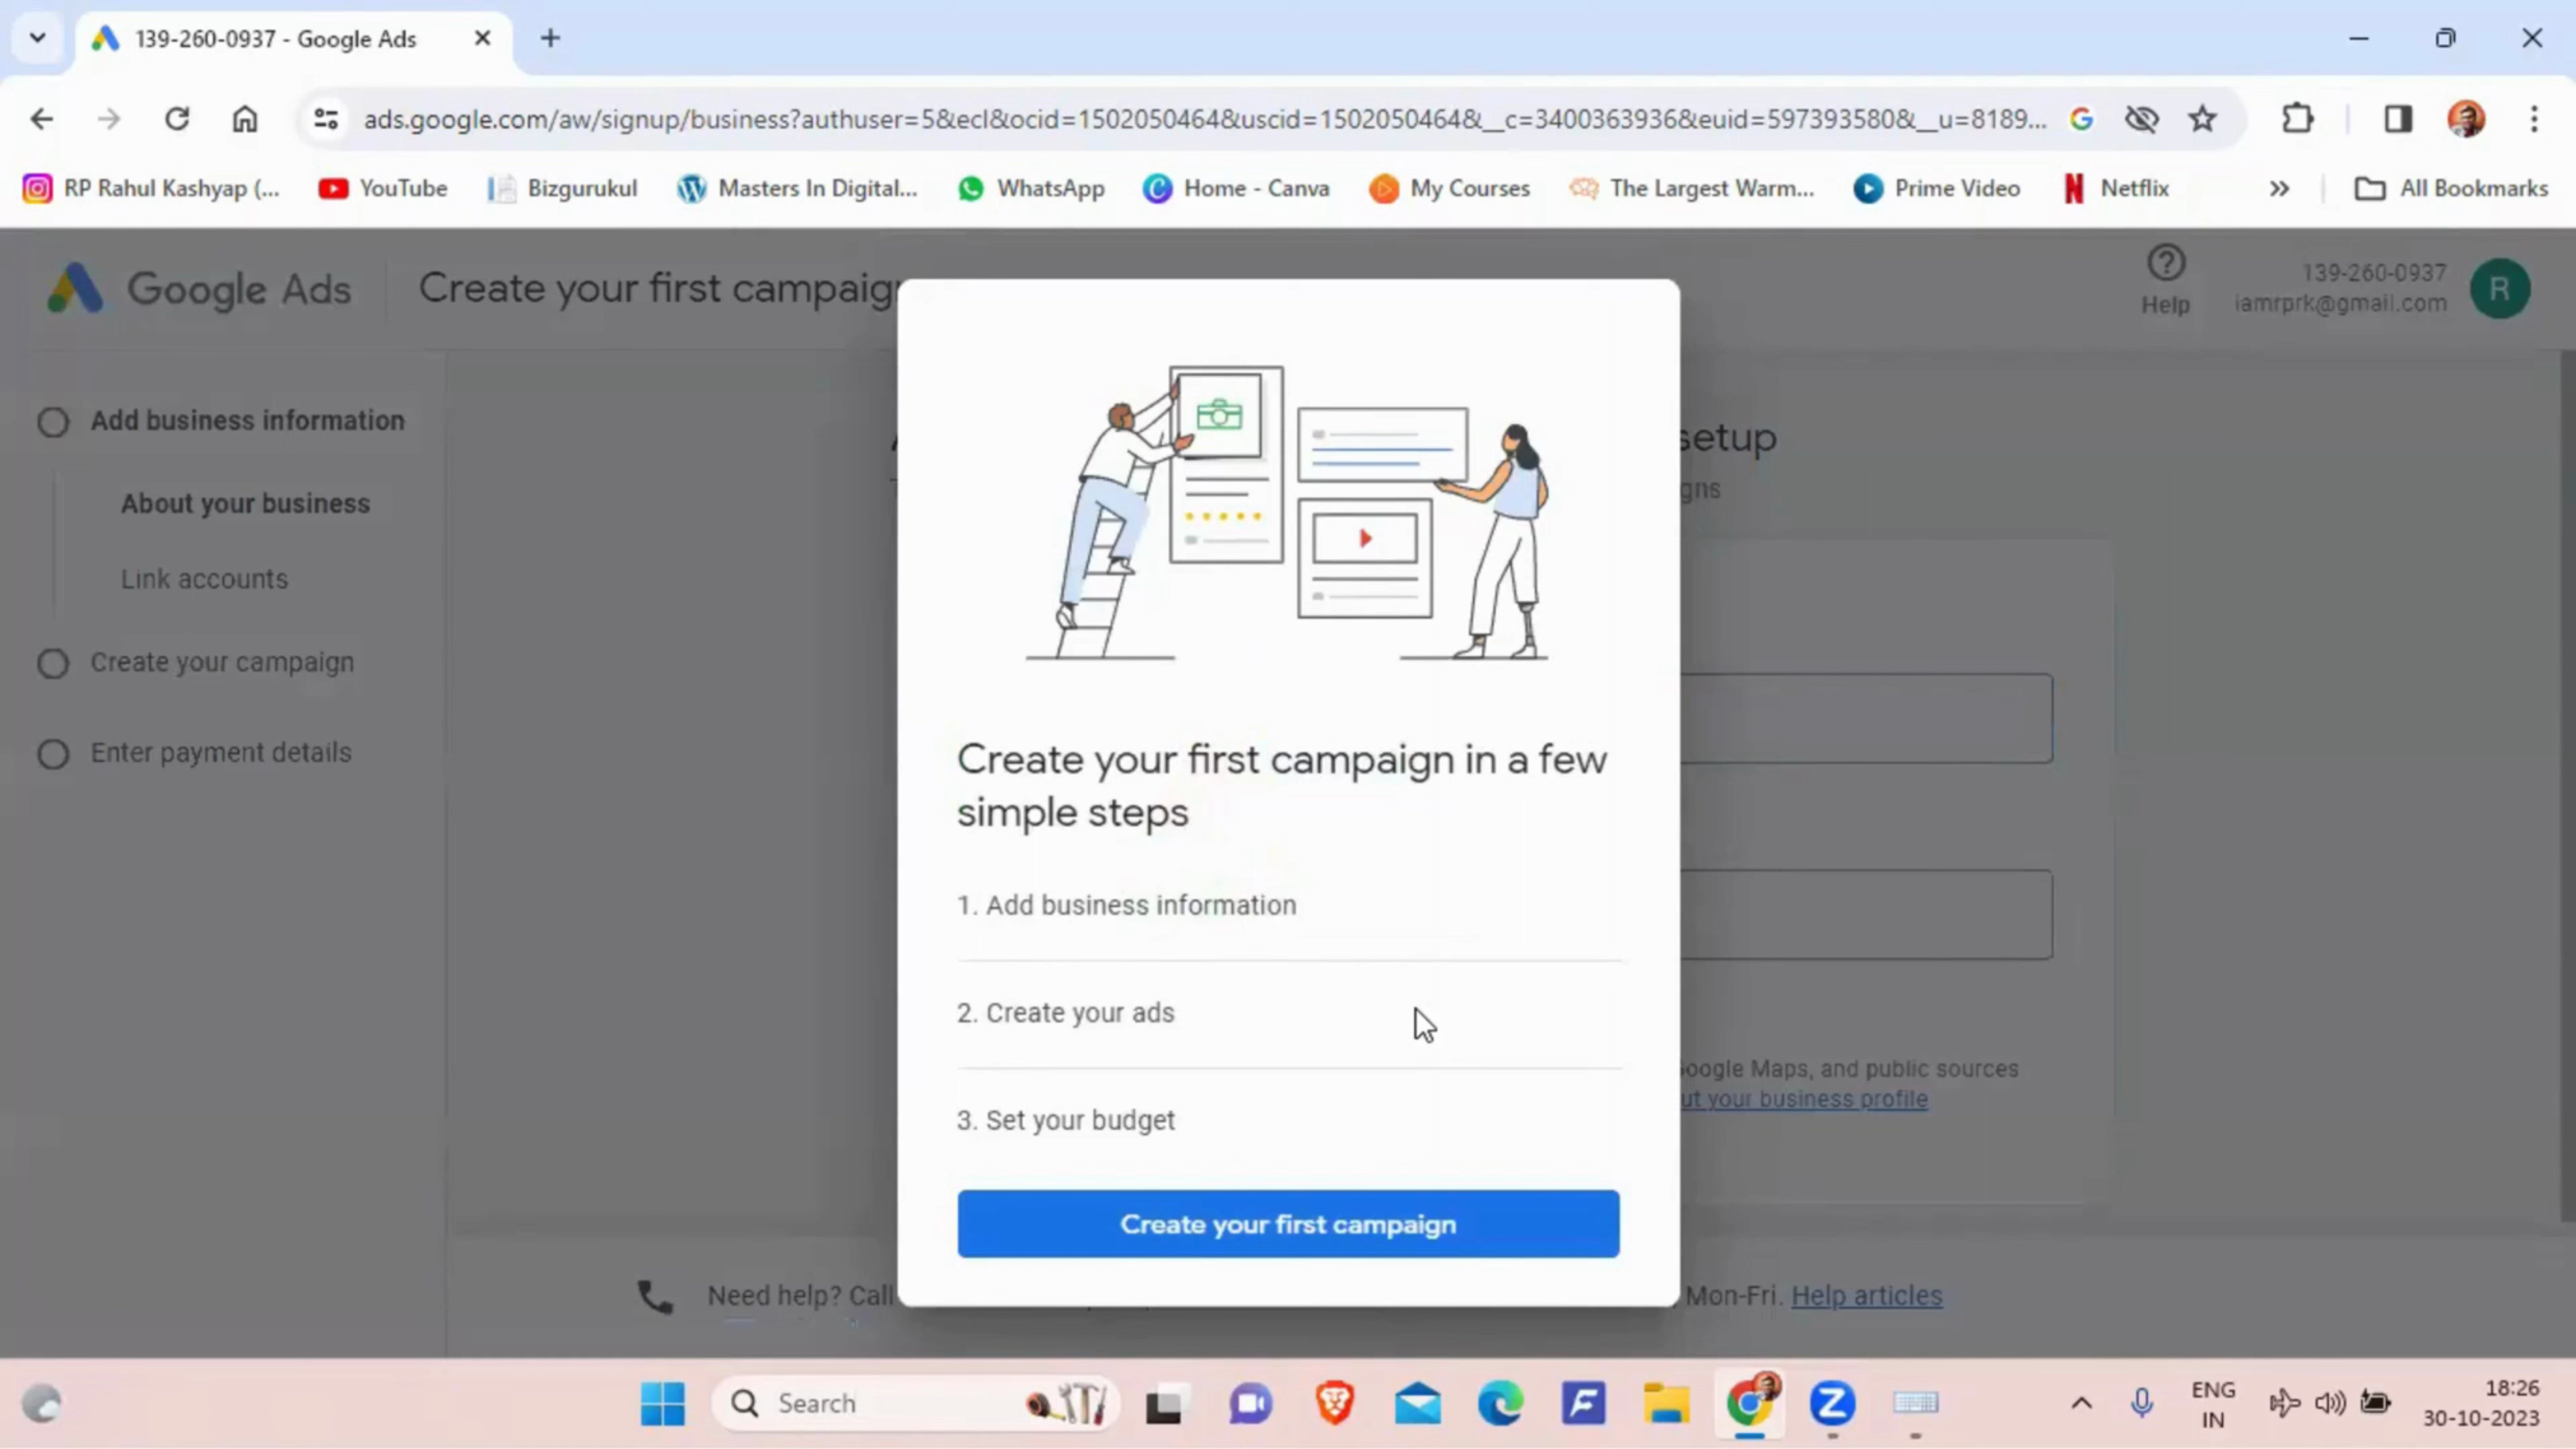 139-260-0937 - Google Ads
ads.google.com/aw/signup/business?authuser=5&ecl&ocid=1502050464&uscid=1502050464&__c=3400363936&euid=597393580&__u=8189...
RP Rahul Kashyap (...
YouTube
Bizgurukul
Masters In Digital...
WhatsApp
Home - Canva
My Courses
The Largest Warm...
Prime Video
Netflix
All Bookmarks
Google Ads
Create your first campaign
Help
139-260-0937
iamrprk@gmail.com
R
Add business information
About your business
Link accounts
Create your campaign
Enter payment details
setup
Create your first campaign in a few
simple steps
1. Add business information
2. Create your ads
3. Set your budget
Create your first campaign
Google Maps, and public sources
your business profile
Need help? Call
Mon-Fri. Help articles
Search
ENG
IN
18:26
30-10-2023